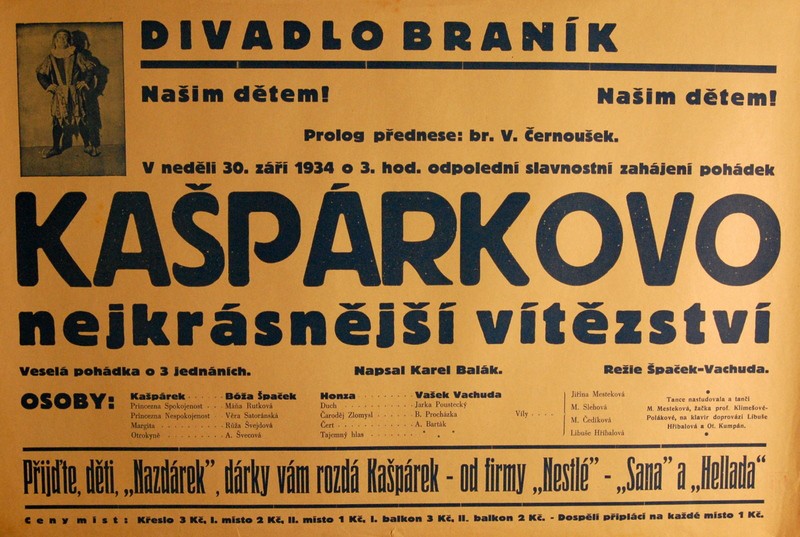 DIVADLO BRANÍK
Našim dětem! Našim dětem!
Prolog přednese: br. V. Černoušek.
V neděli 30. září 1934 o 3. hod. odpolední slavnostní zahájení pohádek
KAŠPÁRKOVO
nejkrásnější vítězství
Veselá pohádka o 3 jednáních. Napsal Karel Balák. Režie Špaček-Vachuda.
OSOBY:
Kašpárek Bóža Špaček
Princezna Spokojenost Máňa Rutková
Princezna Nespokojenost Věra Satoránská
Margita Růža Švejdová
Otrokyně A. Švecová
Honza Vašek Vachuda
Duch Jarka Poustecký
Čaroděj Zlomysl B. Procházka
Čert A. Barták
Tajemný hlas * * *
Víly
Jiřina Mesteková
M. Slehová
M. Čedíková
Libuše Hřibalová
Tance nastudovala a tančí
M. Mesteková, žačka prof. Klimešové-
Polákové, na klavír doprovází Libuše
Hřibalová a Ot. Kumpán.
Přijďte, děti, „Nazdárek", dárky vám rozdá Kašpárek - od firmy „Nestlé" - „Sana" a „Hellada"
Ceny míst: Křeslo 3 Kč, I. místo 2 Kč, II. místo 1 Kč, I. balkon 3 Kč, II. balkon 2 Kč. - Dospělí připlácí na každé místo 1 Kč.